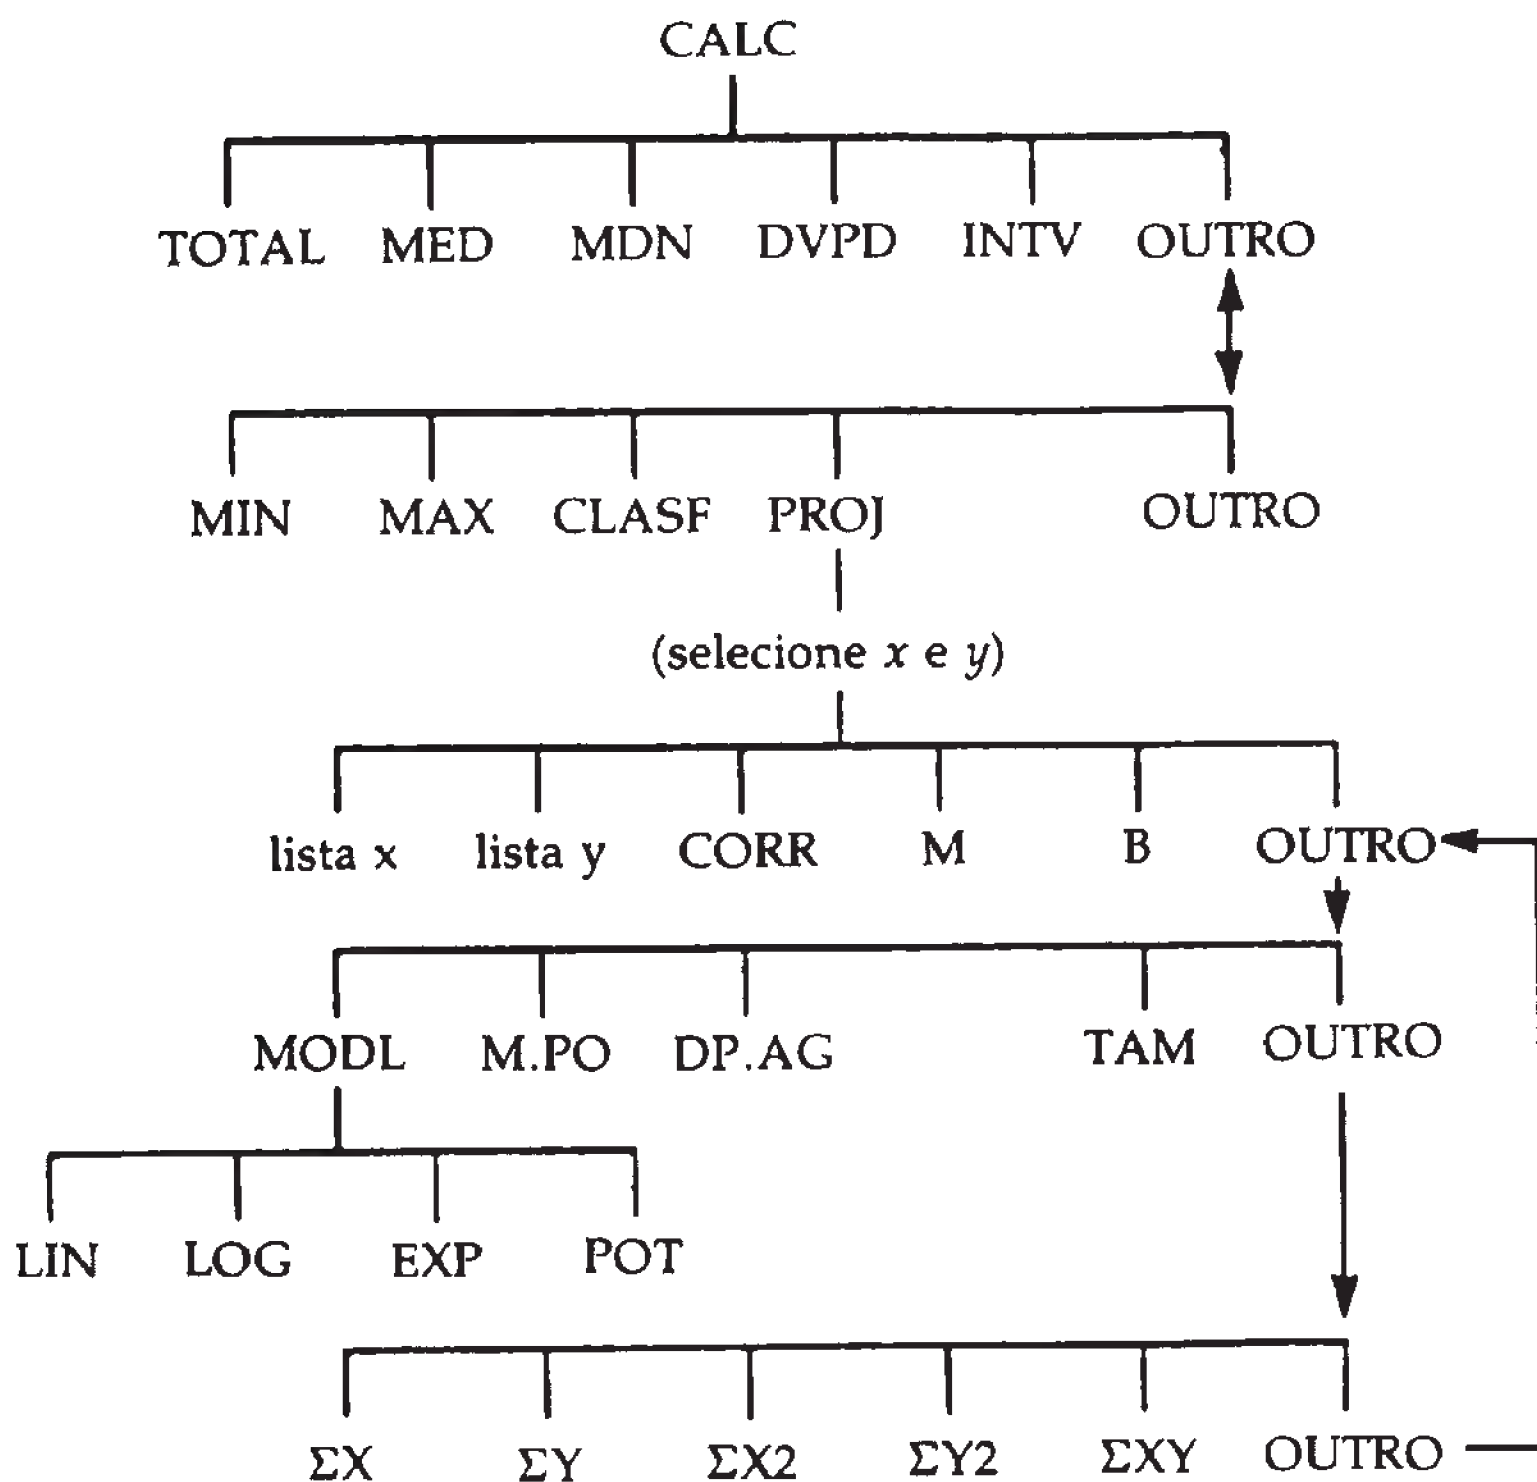 CALC
TOTAL MED MDN DVPD INTV OUTRO
MIN MAX CLASF PROJ OUTRO
(selecione x e y)
lista x lista y CORR M B OUTRO
MODL M.PO DP.AG TAM OUTRO
LIN LOG EXP POT
ΣX ΣY ΣX2 ΣY2 ΣXY OUTRO